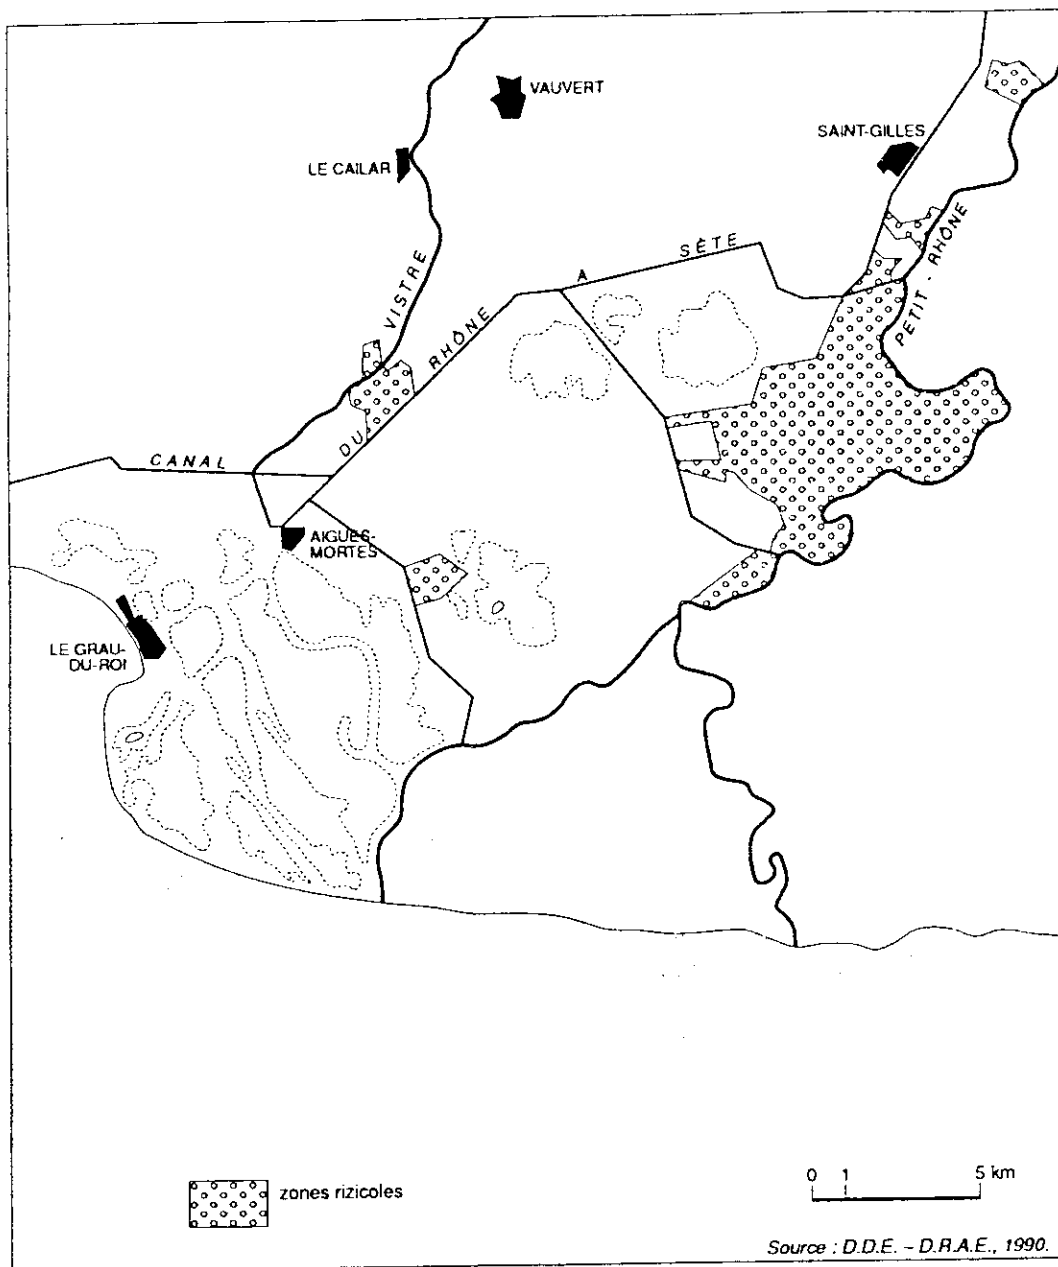 VAUVERT
SAINT-GILLES
LE CAILAR
VISTRE
PETIT - RHÔNE
CANAL DU RHÔNE A SÈTE
AIGUES-
MORTES
LE GRAU-
DU-ROI
zones rizicoles
0 1 5 km
Source : D.D.E. – D.R.A.E., 1990.